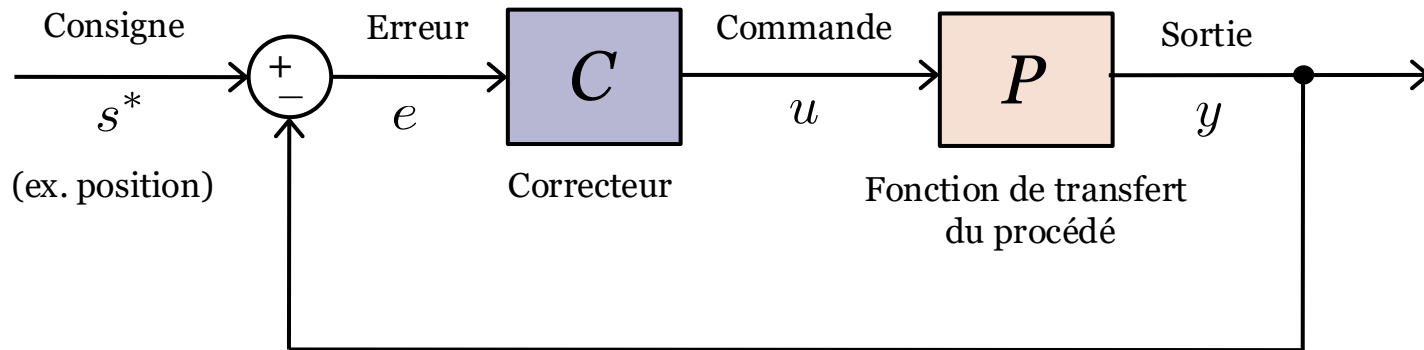 Consigne
Erreur
Commande
Sortie
+
−
C
P
s*
e
u
y
(ex. position)
Correcteur
Fonction de transfert
du procédé